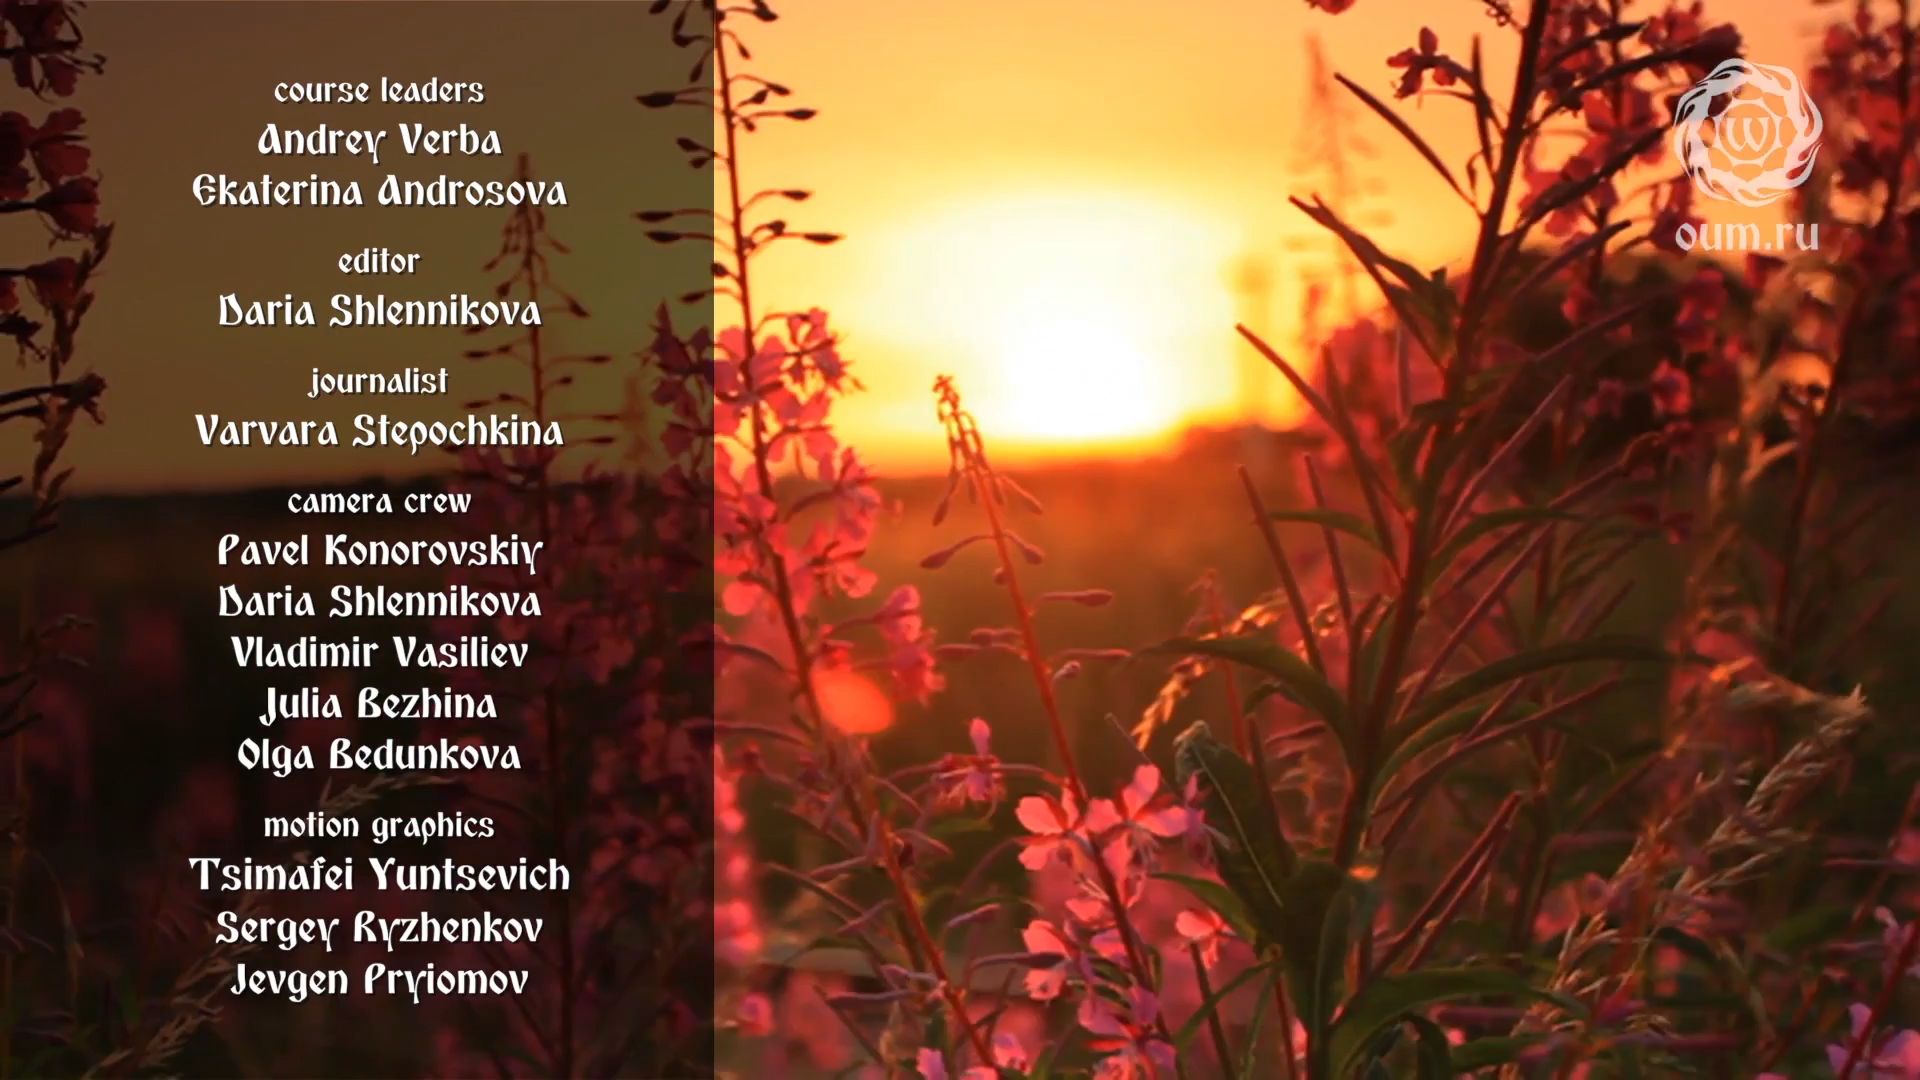 course leaders
Andrey Verba
Ekaterina Androsova
editor
Daria Shlennikova
journalist
Varvara Stepochkina
camera crew
Pavel Konorovskiy
Daria Shlennikova
Vladimir Vasiliev
Julia Bezhina
Olga Bedunkova
motion graphics
Tsimafei Yuntsevich
Sergey Ryzhenkov
Jevgen Pryiomov
oum.ru